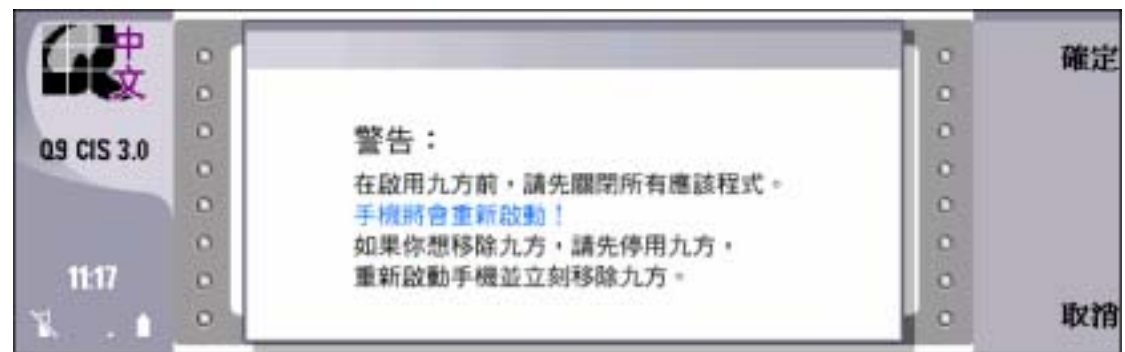 中文
Q9 CIS 3.0
11:17
警告：
在啟用九方前，請先關閉所有應該程式。
手機將會重新啟動！
如果你想移除九方，請先停用九方，
重新啟動手機並立刻移除九方。
確定
取消